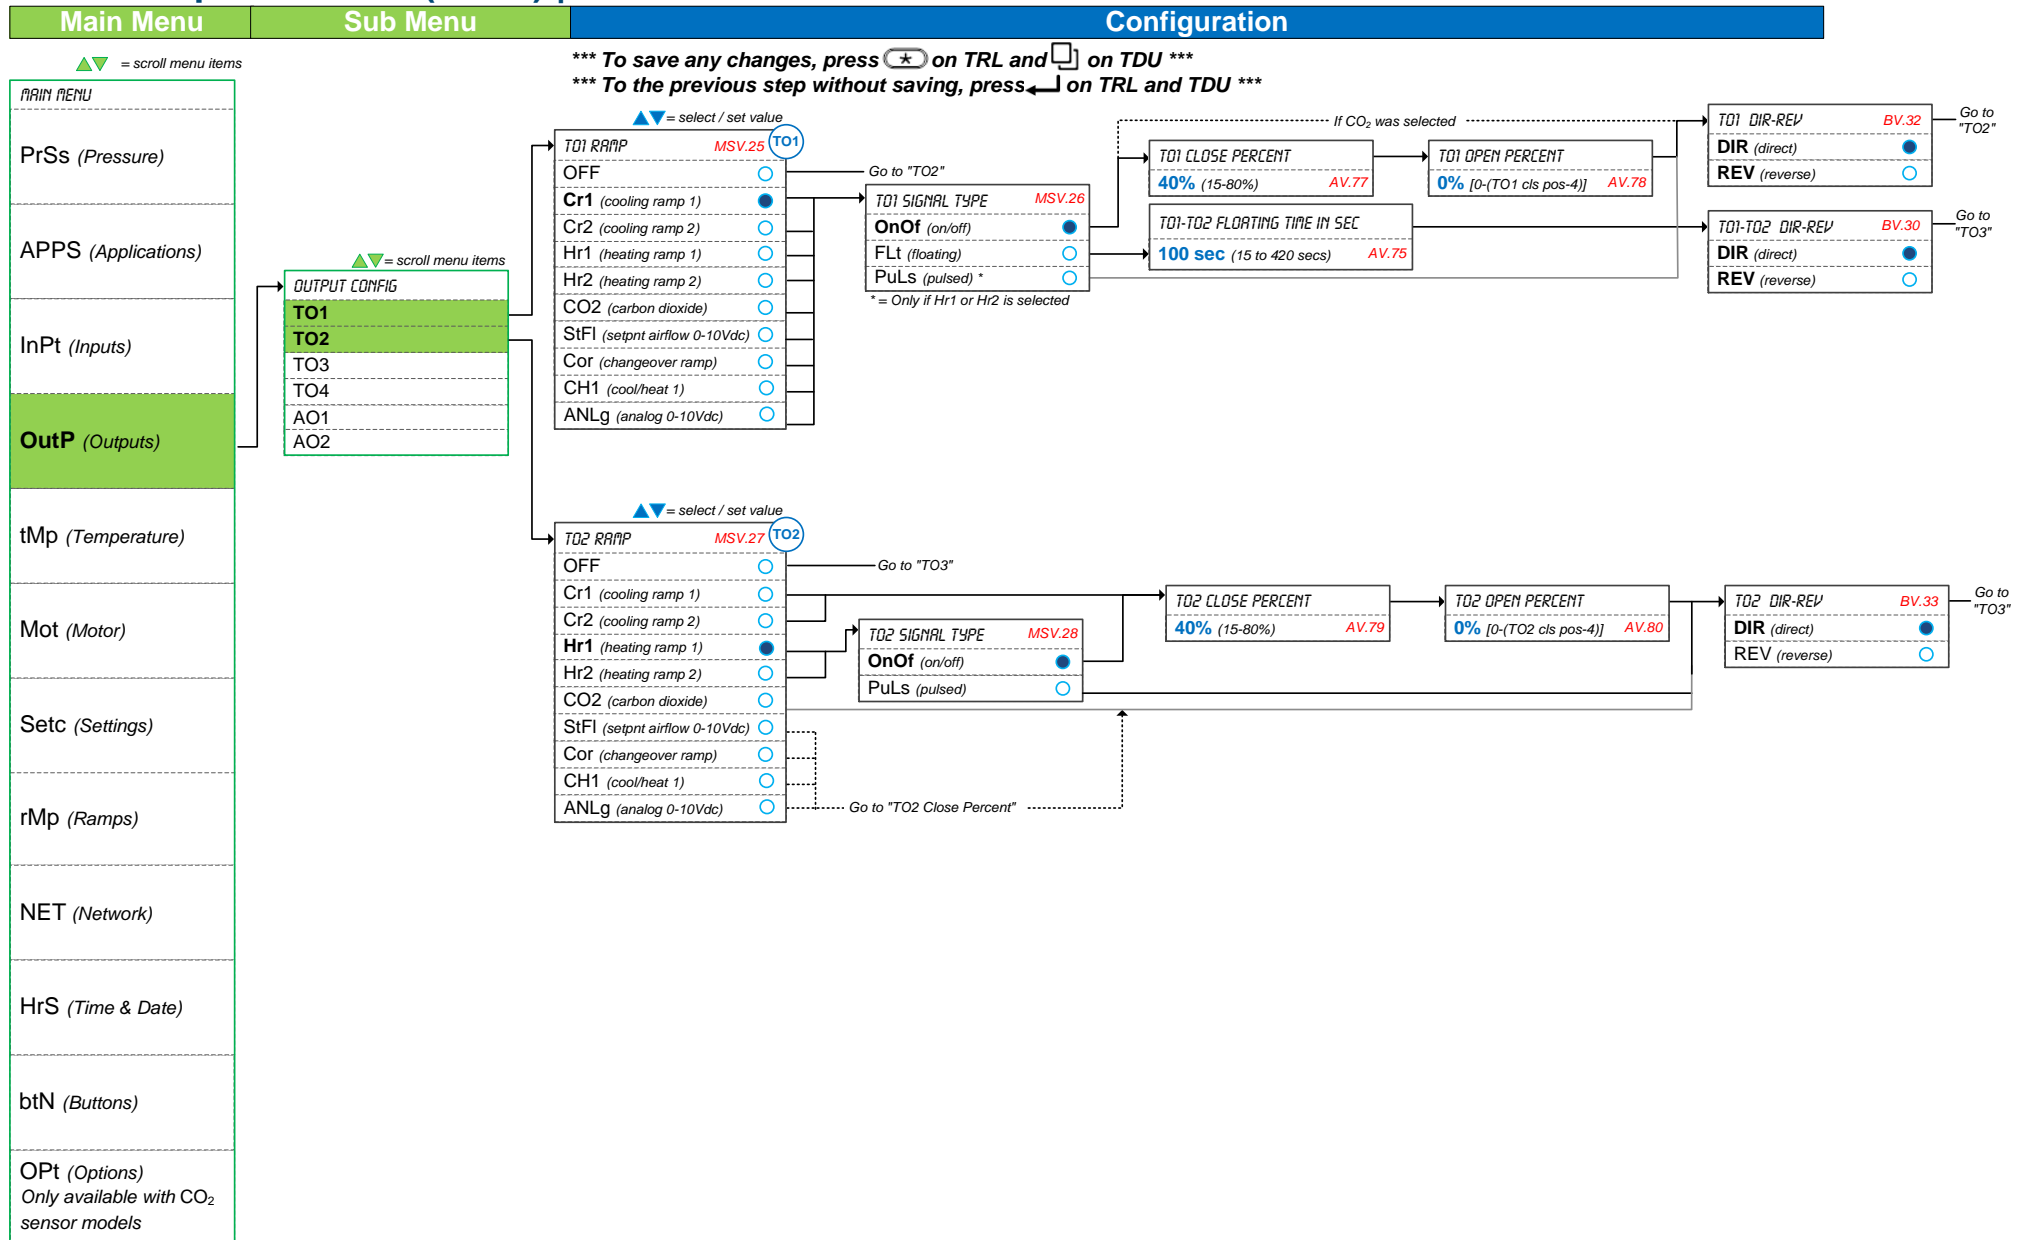 Main Menu
Sub Menu
Configuration
= scroll menu items
MAIN MENU
PrSs (Pressure)
APPS (Applications)
InPt (Inputs)
OutP (Outputs)
tMp (Temperature)
Mot (Motor)
Setc (Settings)
rMp (Ramps)
NET (Network)
HrS (Time & Date)
btN (Buttons)
OPt (Options)
Only available with CO₂
sensor models
= scroll menu items
OUTPUT CONFIG
TO1
TO2
TO3
TO4
AO1
AO2
*** To save any changes, press * on TRL and on TDU ***
*** To the previous step without saving, press on TRL and TDU ***
= select / set value
TO1 RAMP MSV.25 TO1
OFF
Cr1 (cooling ramp 1)
Cr2 (cooling ramp 2)
Hr1 (heating ramp 1)
Hr2 (heating ramp 2)
CO2 (carbon dioxide)
StFl (setpnt airflow 0-10Vdc)
Cor (changeover ramp)
CH1 (cool/heat 1)
ANLg (analog 0-10Vdc)
Go to "TO2"
TO1 SIGNAL TYPE MSV.26
OnOf (on/off)
FLt (floating)
PuLs (pulsed) *
* = Only if Hr1 or Hr2 is selected
If CO₂ was selected
TO1 CLOSE PERCENT
40% (15-80%) AV.77
TO1 OPEN PERCENT
0% [0-(TO1 cls pos-4)] AV.78
TO1-TO2 FLOATING TIME IN SEC
100 sec (15 to 420 secs) AV.75
TO1 DIR-REV BV.32
DIR (direct)
REV (reverse)
Go to
"TO2"
TO1-TO2 DIR-REV BV.30
DIR (direct)
REV (reverse)
Go to
"TO3"
= select / set value
TO2 RAMP MSV.27 TO2
OFF
Cr1 (cooling ramp 1)
Cr2 (cooling ramp 2)
Hr1 (heating ramp 1)
Hr2 (heating ramp 2)
CO2 (carbon dioxide)
StFl (setpnt airflow 0-10Vdc)
Cor (changeover ramp)
CH1 (cool/heat 1)
ANLg (analog 0-10Vdc)
Go to "TO3"
TO2 SIGNAL TYPE MSV.28
OnOf (on/off)
PuLs (pulsed)
Go to "TO2 Close Percent"
TO2 CLOSE PERCENT
40% (15-80%) AV.79
TO2 OPEN PERCENT
0% [0-(TO2 cls pos-4)] AV.80
TO2 DIR-REV BV.33
DIR (direct)
REV (reverse)
Go to
"TO3"